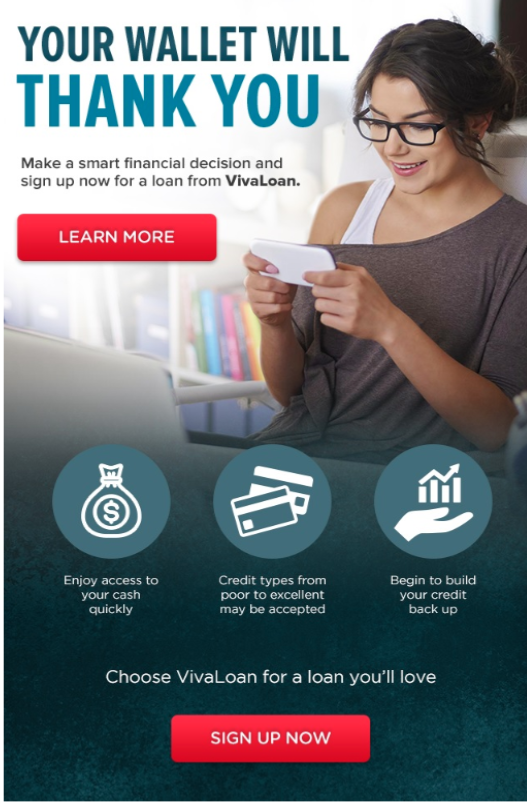 YOUR WALLET WILL
THANK YOU
Make a smart financial decision and
sign up now for a loan from VivaLoan.
LEARN MORE
$
Enjoy access to
your cash
quickly
Credit types from
poor to excellent
may be accepted
Begin to build
your credit
back up
Choose VivaLoan for a loan you'll love
SIGN UP NOW